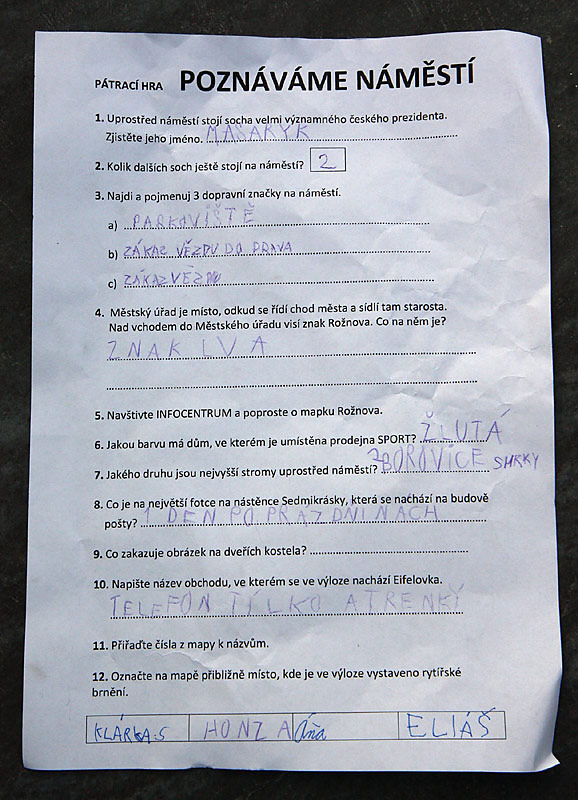 PÁTRACÍ HRA POZNÁVÁME NÁMĚSTÍ
1. Uprostřed náměstí stojí socha velmi významného českého prezidenta.
Zjistěte jeho jméno. MASAKYK
2. Kolik dalších soch ještě stojí na náměstí? 2
3. Najdi a pojmenuj 3 dopravní značky na náměstí.
a) PARKOVIŠTĚ
b) ZÁKAZ VĚZDU DO PRAVA
c) ZÁKAZ VĚZDU
4. Městský úřad je místo, odkud se řídí chod města a sídlí tam starosta.
Nad vchodem do Městského úřadu visí znak Rožnova. Co na něm je?
ZNAK LVA
5. Navštivte INFOCENTRUM a poproste o mapku Rožnova.
6. Jakou barvu má dům, ve kterém je umístěna prodejna SPORT? ŽLUTÁ
7. Jakého druhu jsou nejvyšší stromy uprostřed náměstí? BOROVICE SMRKY
8. Co je na největší fotce na nástěnce Sedmikrásky, která se nachází na budově
pošty? 1 DEN PO PRÁZDNINÁCH
9. Co zakazuje obrázek na dveřích kostela?
10. Napište název obchodu, ve kterém se ve výloze nachází Eifelovka.
TELEFON TYLKO A TRENKY
11. Přiřaďte čísla z mapy k názvům.
12. Označte na mapě přibližně místo, kde je ve výloze vystaveno rytířské
brnění.
KLÁRKA.S HONZA Áňa ELIÁŠ